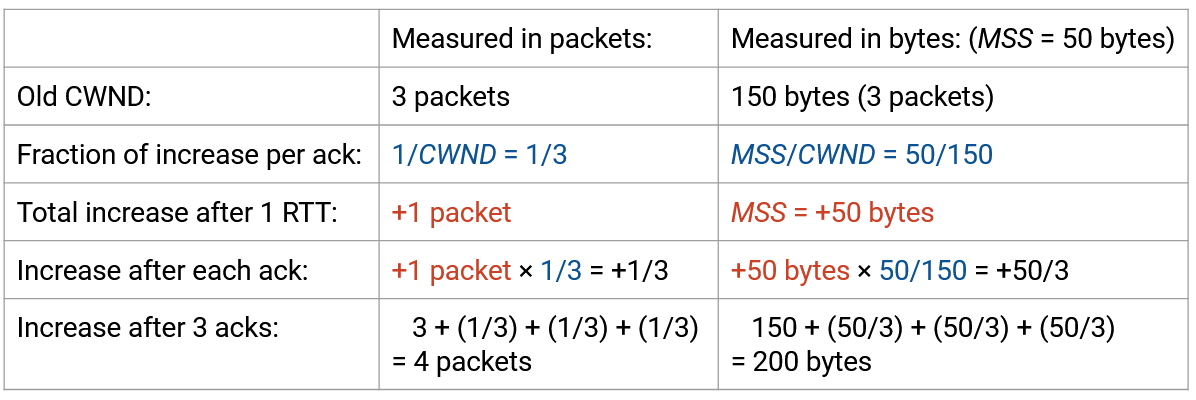 Measured in packets: Measured in bytes: (MSS = 50 bytes)
Old CWND: 3 packets 150 bytes (3 packets)
Fraction of increase per ack: 1/CWND = 1/3 MSS/CWND = 50/150
Total increase after 1 RTT: +1 packet MSS = +50 bytes
Increase after each ack: +1 packet × 1/3 = +1/3 +50 bytes × 50/150 = +50/3
Increase after 3 acks: 3 + (1/3) + (1/3) + (1/3) 150 + (50/3) + (50/3) + (50/3)
= 4 packets = 200 bytes